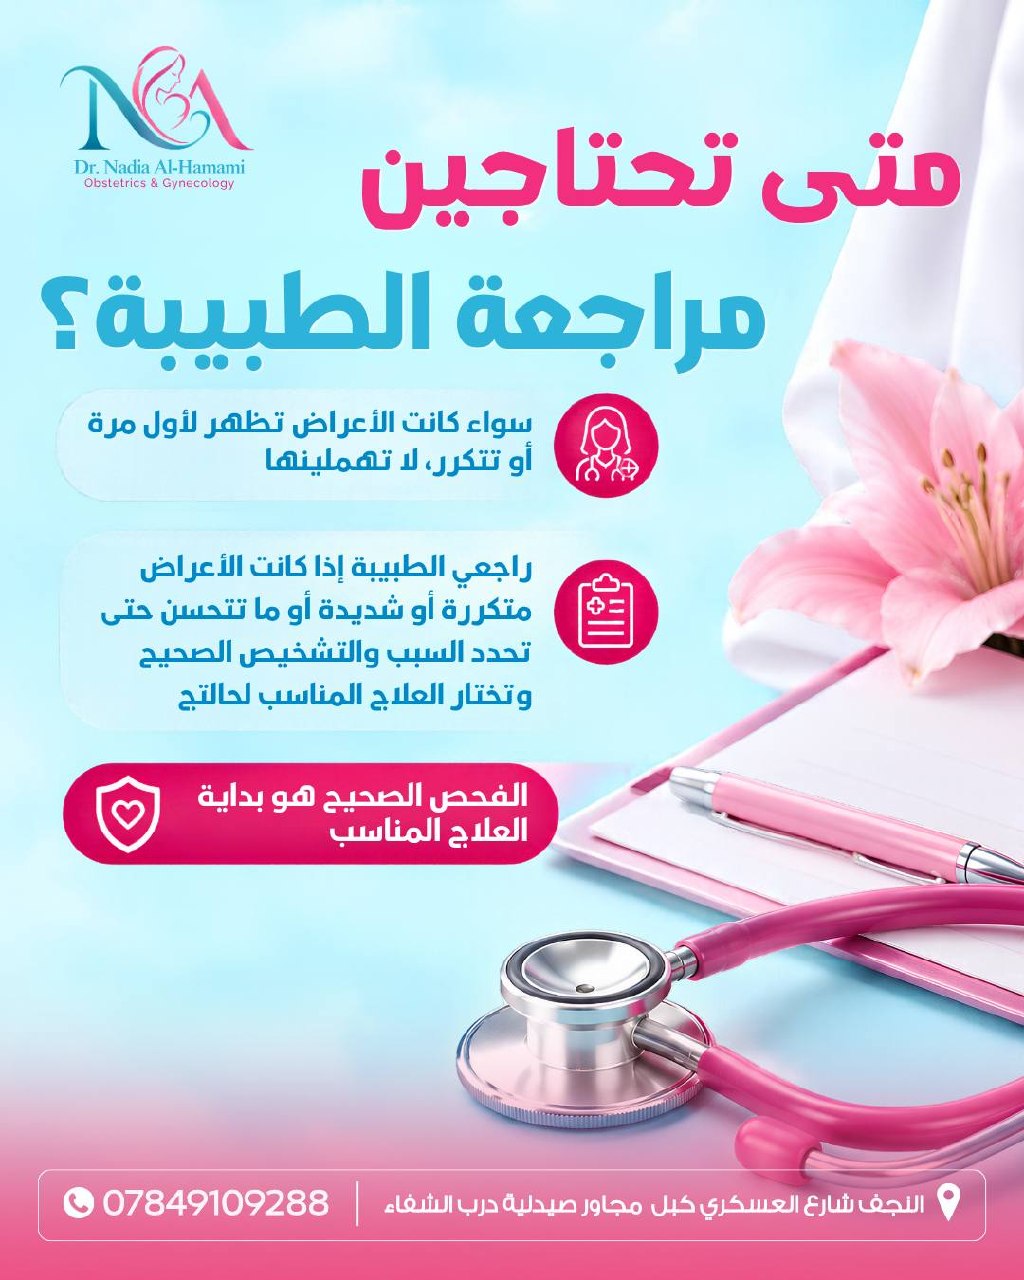 Dr. Nadia Al-Hamami
Obstetrics & Gynecology
متى تحتاجين
مراجعة الطبيبة؟
سواء كانت الأعراض تظهر لأول مرة
أو تتكرر، لا تهملينها
راجعي الطبيبة إذا كانت الأعراض
متكررة أو شديدة أو ما تتحسن حتى
تحدد السبب والتشخيص الصحيح
وتختار العلاج المناسب لحالتج
الفحص الصحيح هو بداية
العلاج المناسب
النجف شارع العسكري كبل مجاور صيدلية درب الشفاء
07849109288